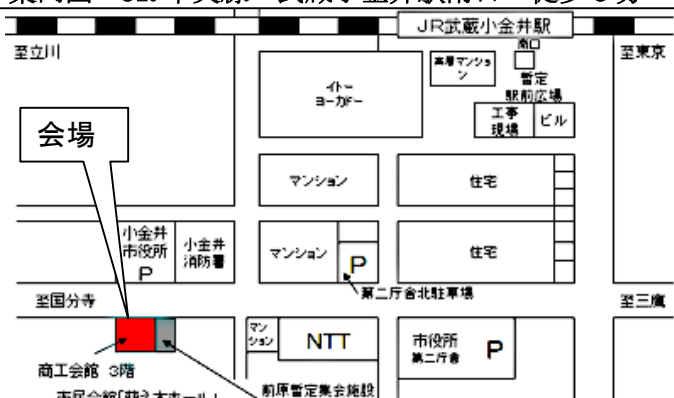 JR武蔵小金井駅
南口
至立川
至東京
高層マンショ
ン
暫定
駅前広場
イトー
ヨーカドー
工事
現場
ビル
会場
マンション
住宅
小金井
市役所
P
小金井
消防署
マンション
P
住宅
第二庁舎北駐車場
至国分寺
至三鷹
マン
ション
NTT
市役所
第二庁舎
P
商工会館 3階
前原暫定集会施設